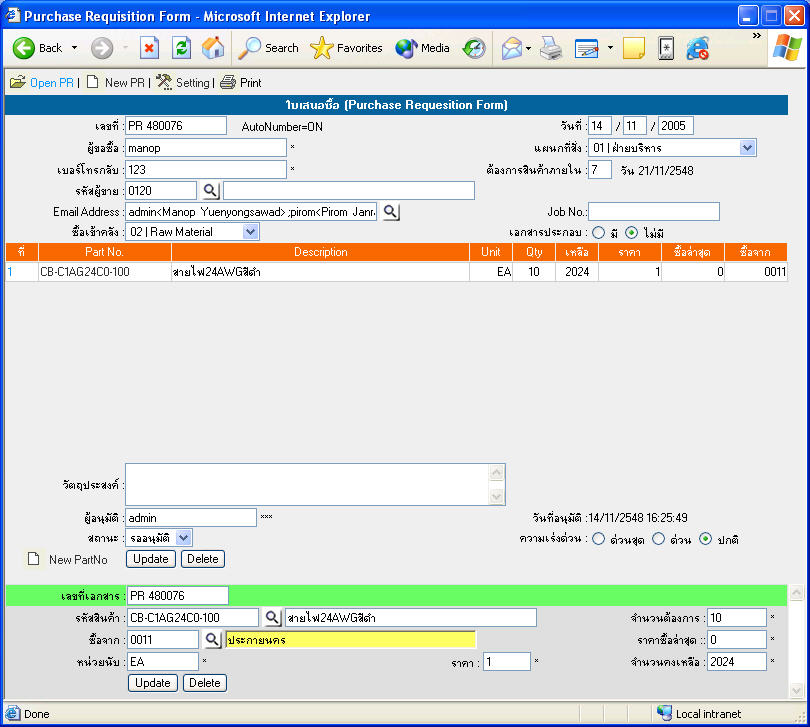 Purchase Requisition Form - Microsoft Internet Explorer
Back Search Favorites Media
Open PR | New PR | Setting | Print
ใบเสนอซื้อ (Purchase Requesition Form)
เลขที่ : PR 480076 AutoNumber=ON วันที่ : 14 / 11 / 2005
ผู้ขอซื้อ : manop * แผนกที่สั่ง : 01 | ฝ่ายบริหาร
เบอร์โทรกลับ : 123 * ต้องการสินค้าภายใน : 7 วัน 21/11/2548
รหัสผู้ขาย : 0120
Email Address : admin<Manop Yuenyongsawad>;pirom<Pirom Janr Job No.:
ซื้อเข้าคลัง : 02 | Raw Material เอกสารประกอบ : มี ไม่มี
ที่ Part No. Description Unit Qty เหลือ ราคา ซื้อล่าสุด ซื้อจาก
1 CB-C1AG24C0-100 สายไฟ24AWGสีดำ EA 10 2024 1 0 0011
วัตถุประสงค์ :
ผู้อนุมัติ : admin *** วันที่อนุมัติ :14/11/2548 16:25:49
สถานะ : รออนุมัติ ความเร่งด่วน : ด่วนสุด ด่วน ปกติ
New PartNo Update Delete
เลขที่เอกสาร : PR 480076
รหัสสินค้า : CB-C1AG24C0-100 สายไฟ24AWGสีดำ จำนวนต้องการ : 10 *
ซื้อจาก : 0011 ประกายนคร ราคาซื้อล่าสุด :: 0 *
หน่วยนับ : EA * ราคา : 1 * จำนวนคงเหลือ : 2024 *
Update Delete
Done Local intranet